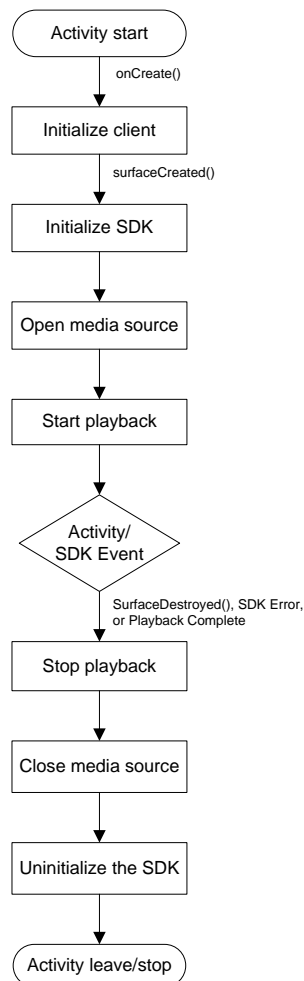 Activity start
onCreate()
Initialize client
surfaceCreated()
Initialize SDK
Open media source
Start playback
Activity/
SDK Event
SurfaceDestroyed(), SDK Error,
or Playback Complete
Stop playback
Close media source
Uninitialize the SDK
Activity leave/stop